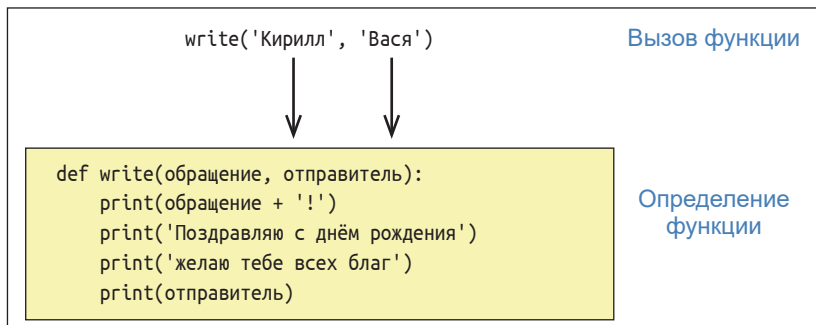 write('Кирилл', 'Вася')
Вызов функции
def write(обращение, отправитель):
print(обращение + '!')
print('Поздравляю с днём рождения')
print('желаю тебе всех благ')
print(отправитель)
Определение
функции